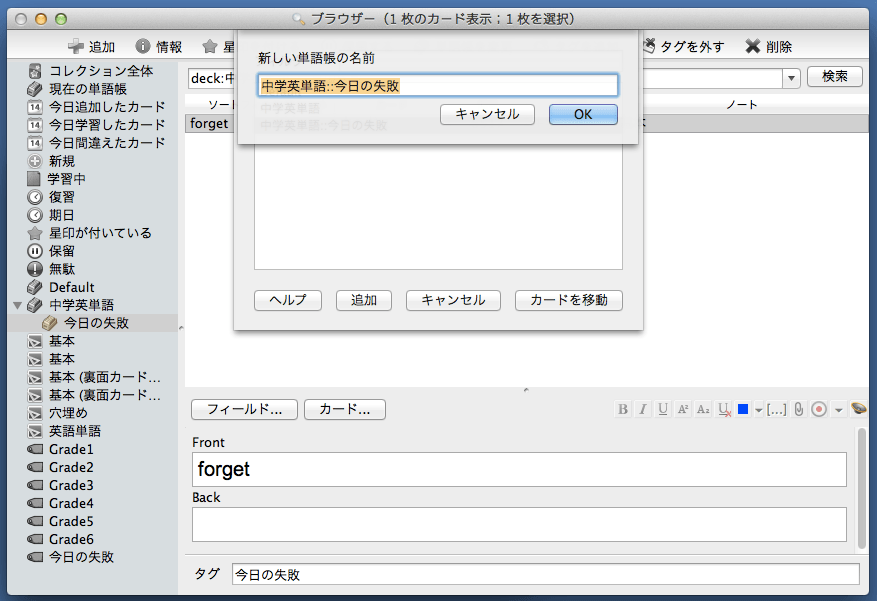 ブラウザー（1 枚のカード表示；1 枚を選択）
追加
情報
星
タグを外す
削除
コレクション全体
現在の単語帳
今日追加したカード
今日学習したカード
今日間違えたカード
新規
学習中
復習
期日
星印が付いている
保留
無駄
Default
中学英単語
今日の失敗
基本
基本
基本 (裏面カード…
基本 (裏面カード…
穴埋め
英語単語
Grade1
Grade2
Grade3
Grade4
Grade5
Grade6
今日の失敗
deck:中
検索
ソート
ノート
forget
新しい単語帳の名前
中学英単語::今日の失敗
中学英単語
中学英単語::今日の失敗
キャンセル
OK
ヘルプ
追加
キャンセル
カードを移動
フィールド...
カード...
B I U A² A₂ U [...]
Front
forget
Back
タグ
今日の失敗